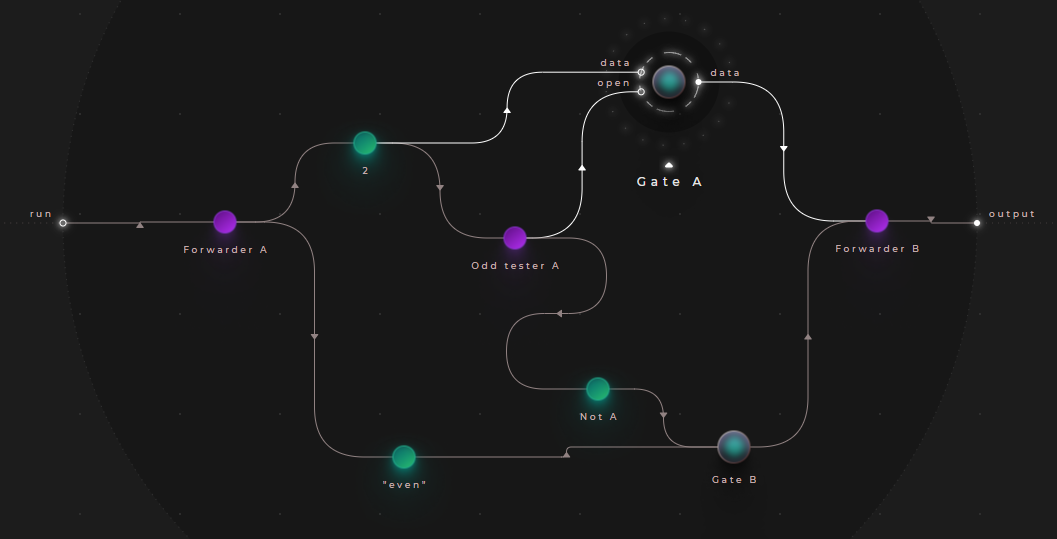 data
data
open
2
Gate A
run
output
Forwarder A
Forwarder B
Odd tester A
Not A
Gate B
"even"